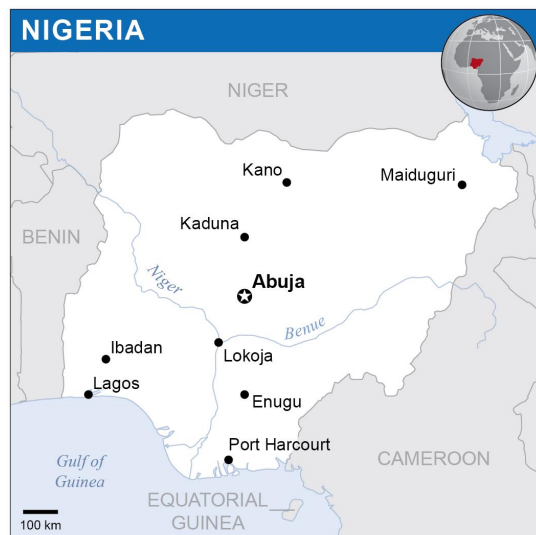 NIGERIA
NIGER
Kano
Maiduguri
Kaduna
BENIN
Niger
Abuja
Benue
Ibadan
Lokoja
Lagos
Enugu
Port Harcourt
Gulf of
Guinea
CAMEROON
EQUATORIAL
GUINEA
100 km